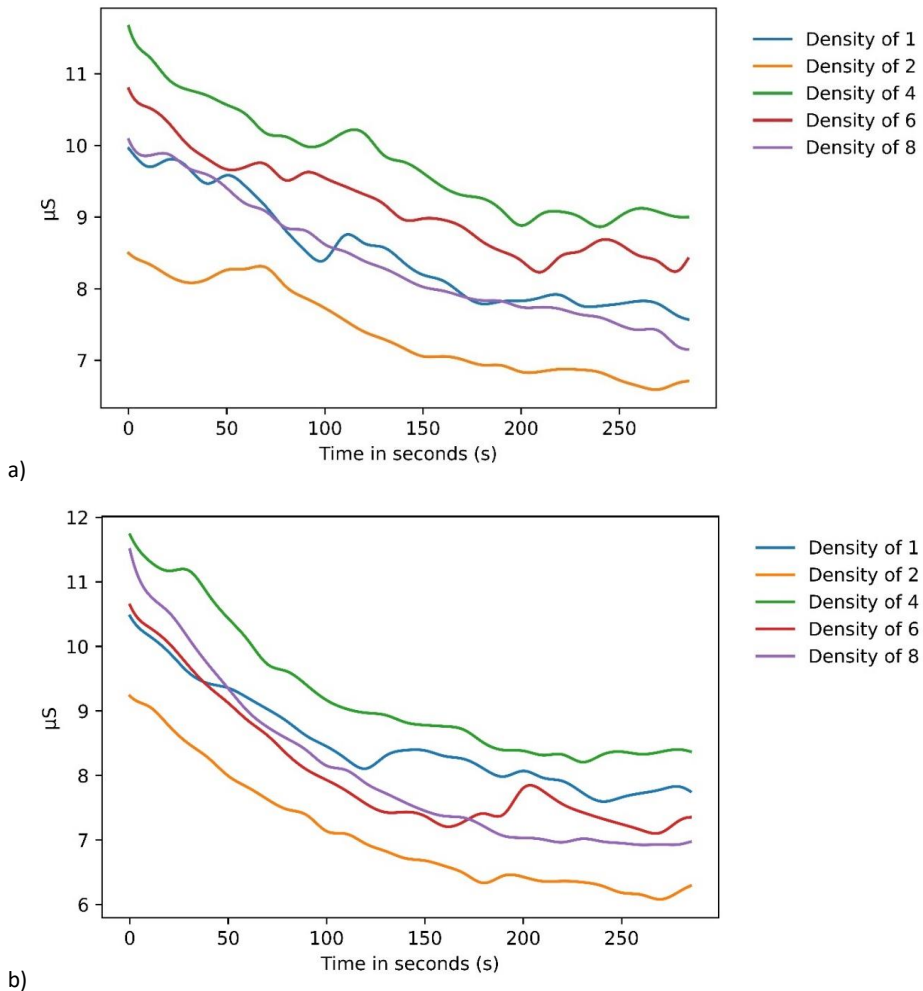 11
10
9
8
7
μS
0 50 100 150 200 250
Time in seconds (s)
Density of 1
Density of 2
Density of 4
Density of 6
Density of 8
a)
12
11
10
9
8
7
6
μS
0 50 100 150 200 250
Time in seconds (s)
Density of 1
Density of 2
Density of 4
Density of 6
Density of 8
b)